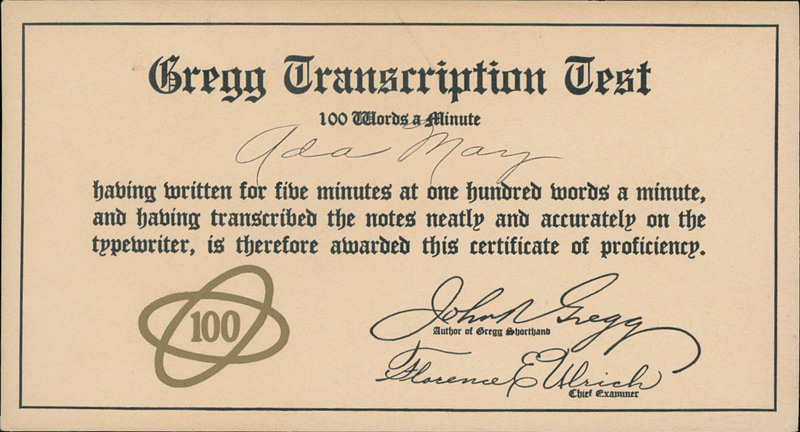 Gregg Transcription Test
100 Words a Minute
Ada May
having written for five minutes at one hundred words a minute,
and having transcribed the notes neatly and accurately on the
typewriter, is therefore awarded this certificate of proficiency.
100
John R Gregg
Author of Gregg Shorthand
Florence E Ulrich
Chief Examiner